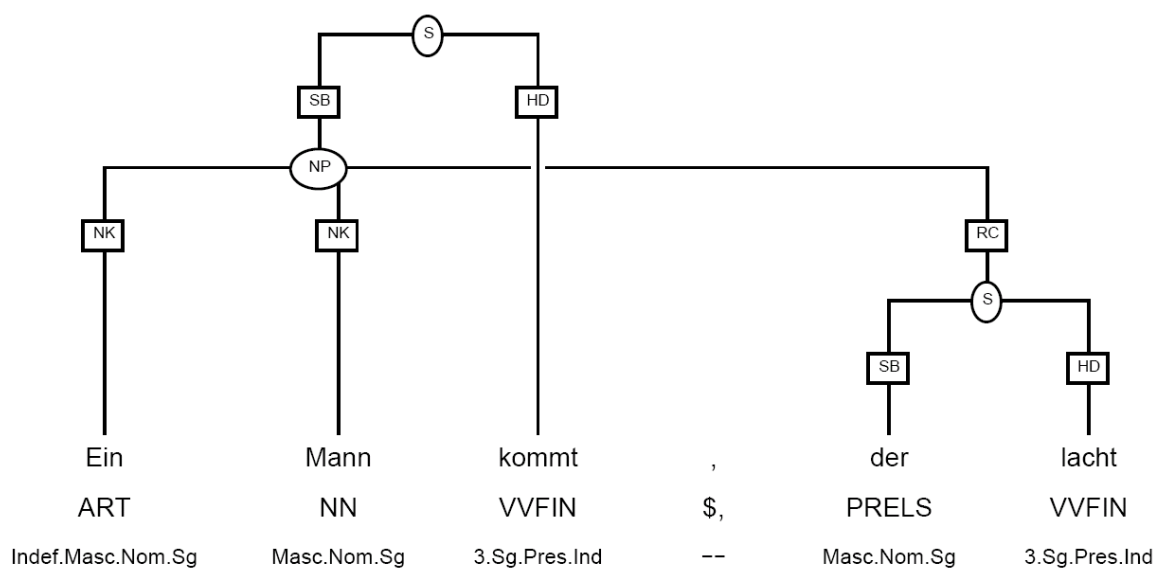 S
SB HD
NP
NK NK RC
S
SB HD
Ein Mann kommt , der lacht
ART NN VVFIN $, PRELS VVFIN
Indef.Masc.Nom.Sg Masc.Nom.Sg 3.Sg.Pres.Ind -- Masc.Nom.Sg 3.Sg.Pres.Ind